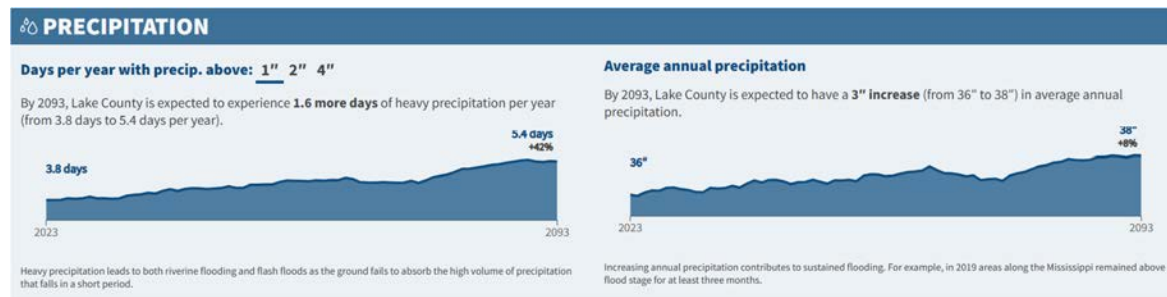 PRECIPITATION
Days per year with precip. above: 1" 2" 4"
By 2093, Lake County is expected to experience 1.6 more days of heavy precipitation per year
(from 3.8 days to 5.4 days per year).
5.4 days
+42%
3.8 days
2023
2093
Heavy precipitation leads to both riverine flooding and flash floods as the ground fails to absorb the high volume of precipitation
that falls in a short period.
Average annual precipitation
By 2093, Lake County is expected to have a 3" increase (from 36" to 38") in average annual
precipitation.
38"
+8%
36"
2023
2093
Increasing annual precipitation contributes to sustained flooding. For example, in 2019 areas along the Mississippi remained above
flood stage for at least three months.